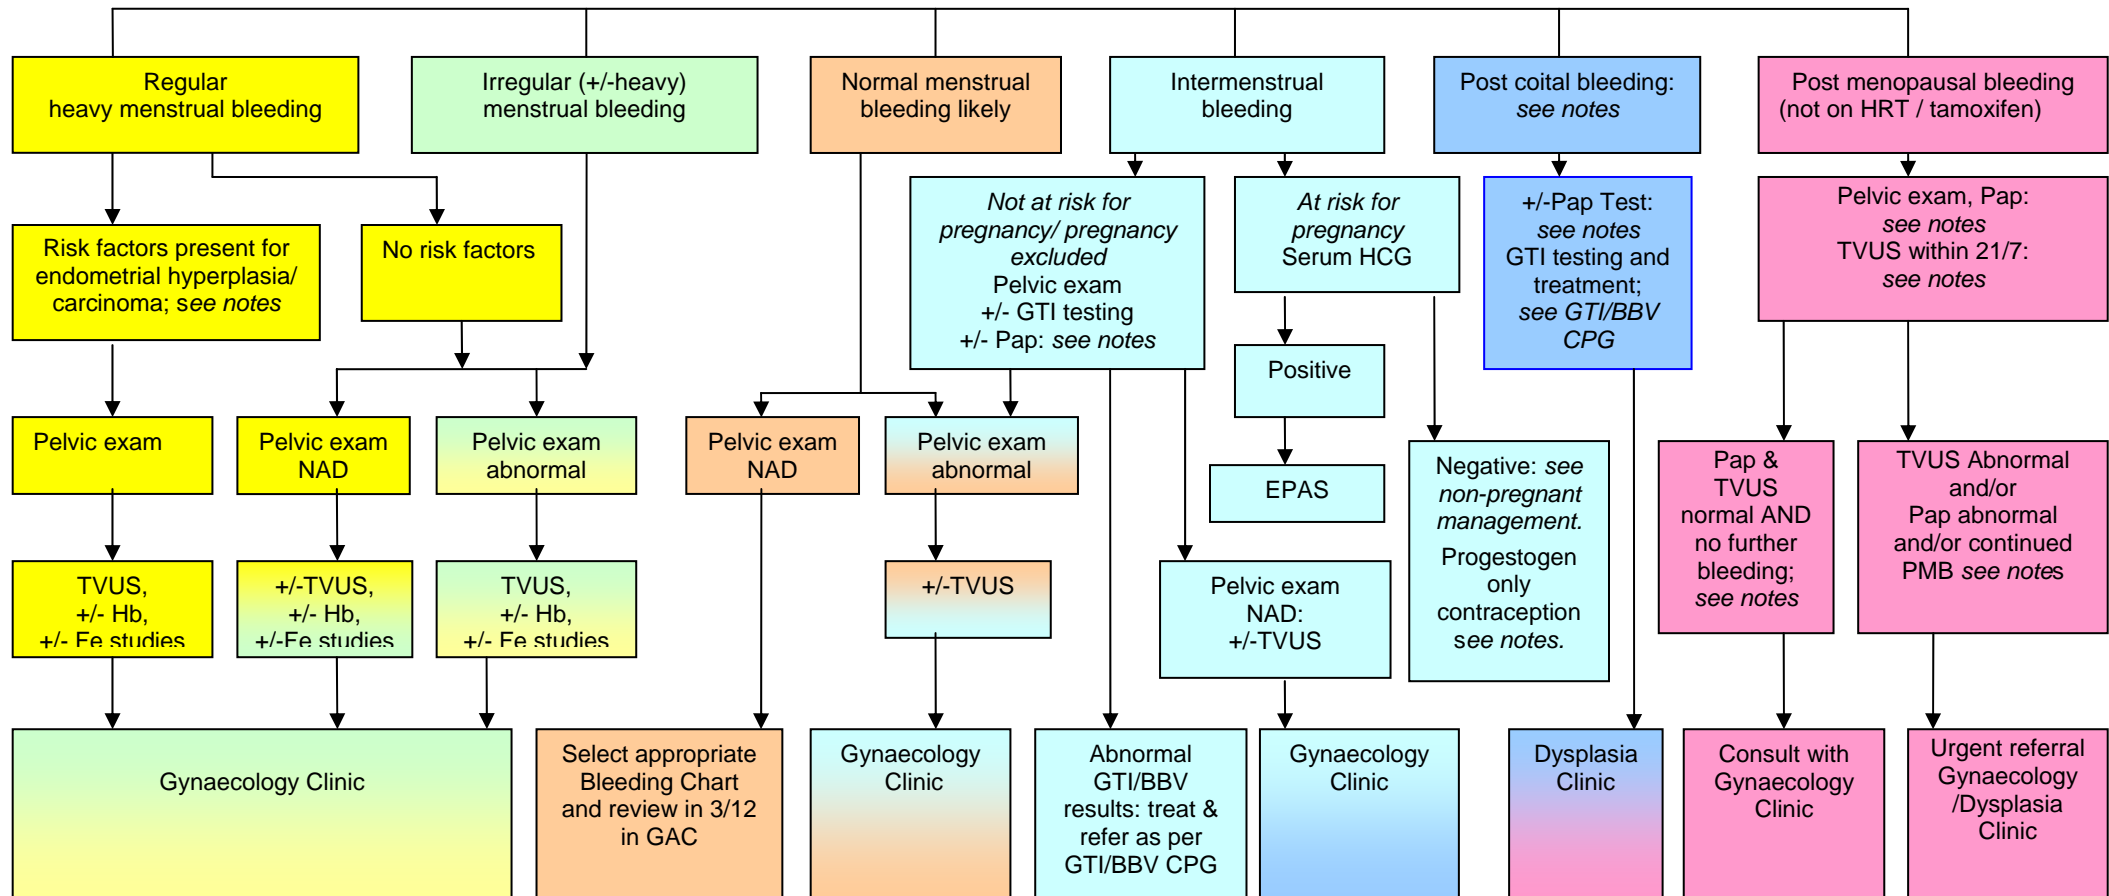 Regular
heavy menstrual bleeding
Irregular (+/-heavy)
menstrual bleeding
Normal menstrual
bleeding likely
Intermenstrual
bleeding
Post coital bleeding:
see notes
Post menopausal bleeding
(not on HRT / tamoxifen)
Risk factors present for
endometrial hyperplasia/
carcinoma; see notes
No risk factors
Not at risk for
pregnancy/ pregnancy
excluded
Pelvic exam
+/- GTI testing
+/- Pap: see notes
At risk for
pregnancy
Serum HCG
+/-Pap Test:
see notes
GTI testing and
treatment;
see GTI/BBV
CPG
Pelvic exam, Pap:
see notes
TVUS within 21/7:
see notes
Positive
Pelvic exam
Pelvic exam
NAD
Pelvic exam
abnormal
Pelvic exam
NAD
Pelvic exam
abnormal
EPAS
Negative: see
non-pregnant
management.
Progestogen
only
contraception
see notes.
Pap &
TVUS
normal AND
no further
bleeding;
see notes
TVUS Abnormal
and/or
Pap abnormal
and/or continued
PMB see notes
TVUS,
+/- Hb,
+/- Fe studies
+/-TVUS,
+/- Hb,
+/-Fe studies
TVUS,
+/- Hb,
+/- Fe studies
+/-TVUS
Pelvic exam
NAD:
+/-TVUS
Gynaecology Clinic
Select appropriate
Bleeding Chart
and review in 3/12
in GAC
Gynaecology
Clinic
Abnormal
GTI/BBV
results: treat &
refer as per
GTI/BBV CPG
Gynaecology
Clinic
Dysplasia
Clinic
Consult with
Gynaecology
Clinic
Urgent referral
Gynaecology
/Dysplasia
Clinic